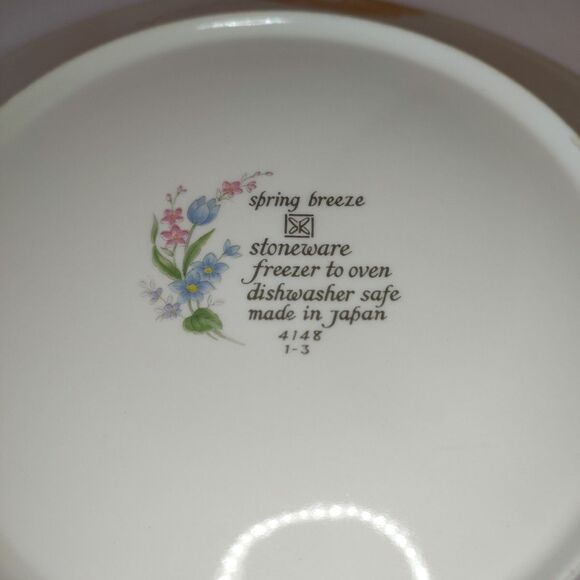 spring breeze
stoneware
freezer to oven
dishwasher safe
made in japan
4148
1-3